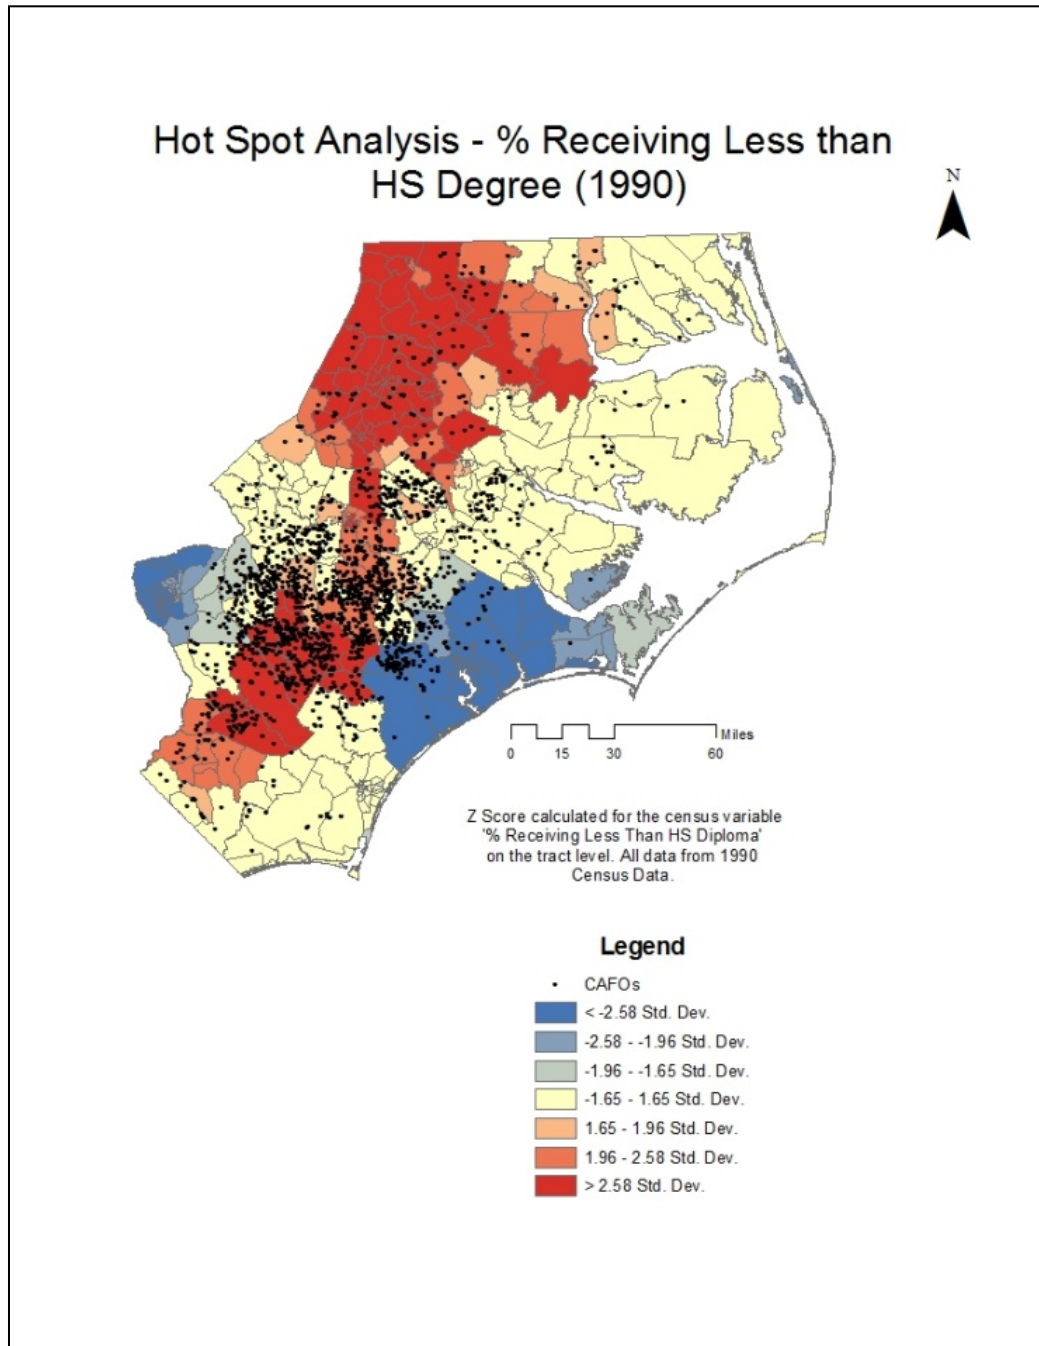 Hot Spot Analysis - % Receiving Less than
HS Degree (1990)
N
Miles
0 15 30 60
Z Score calculated for the census variable
'% Receiving Less Than HS Diploma'
on the tract level. All data from 1990
Census Data.
Legend
CAFOs
< -2.58 Std. Dev.
-2.58 - -1.96 Std. Dev.
-1.96 - -1.65 Std. Dev.
-1.65 - 1.65 Std. Dev.
1.65 - 1.96 Std. Dev.
1.96 - 2.58 Std. Dev.
> 2.58 Std. Dev.